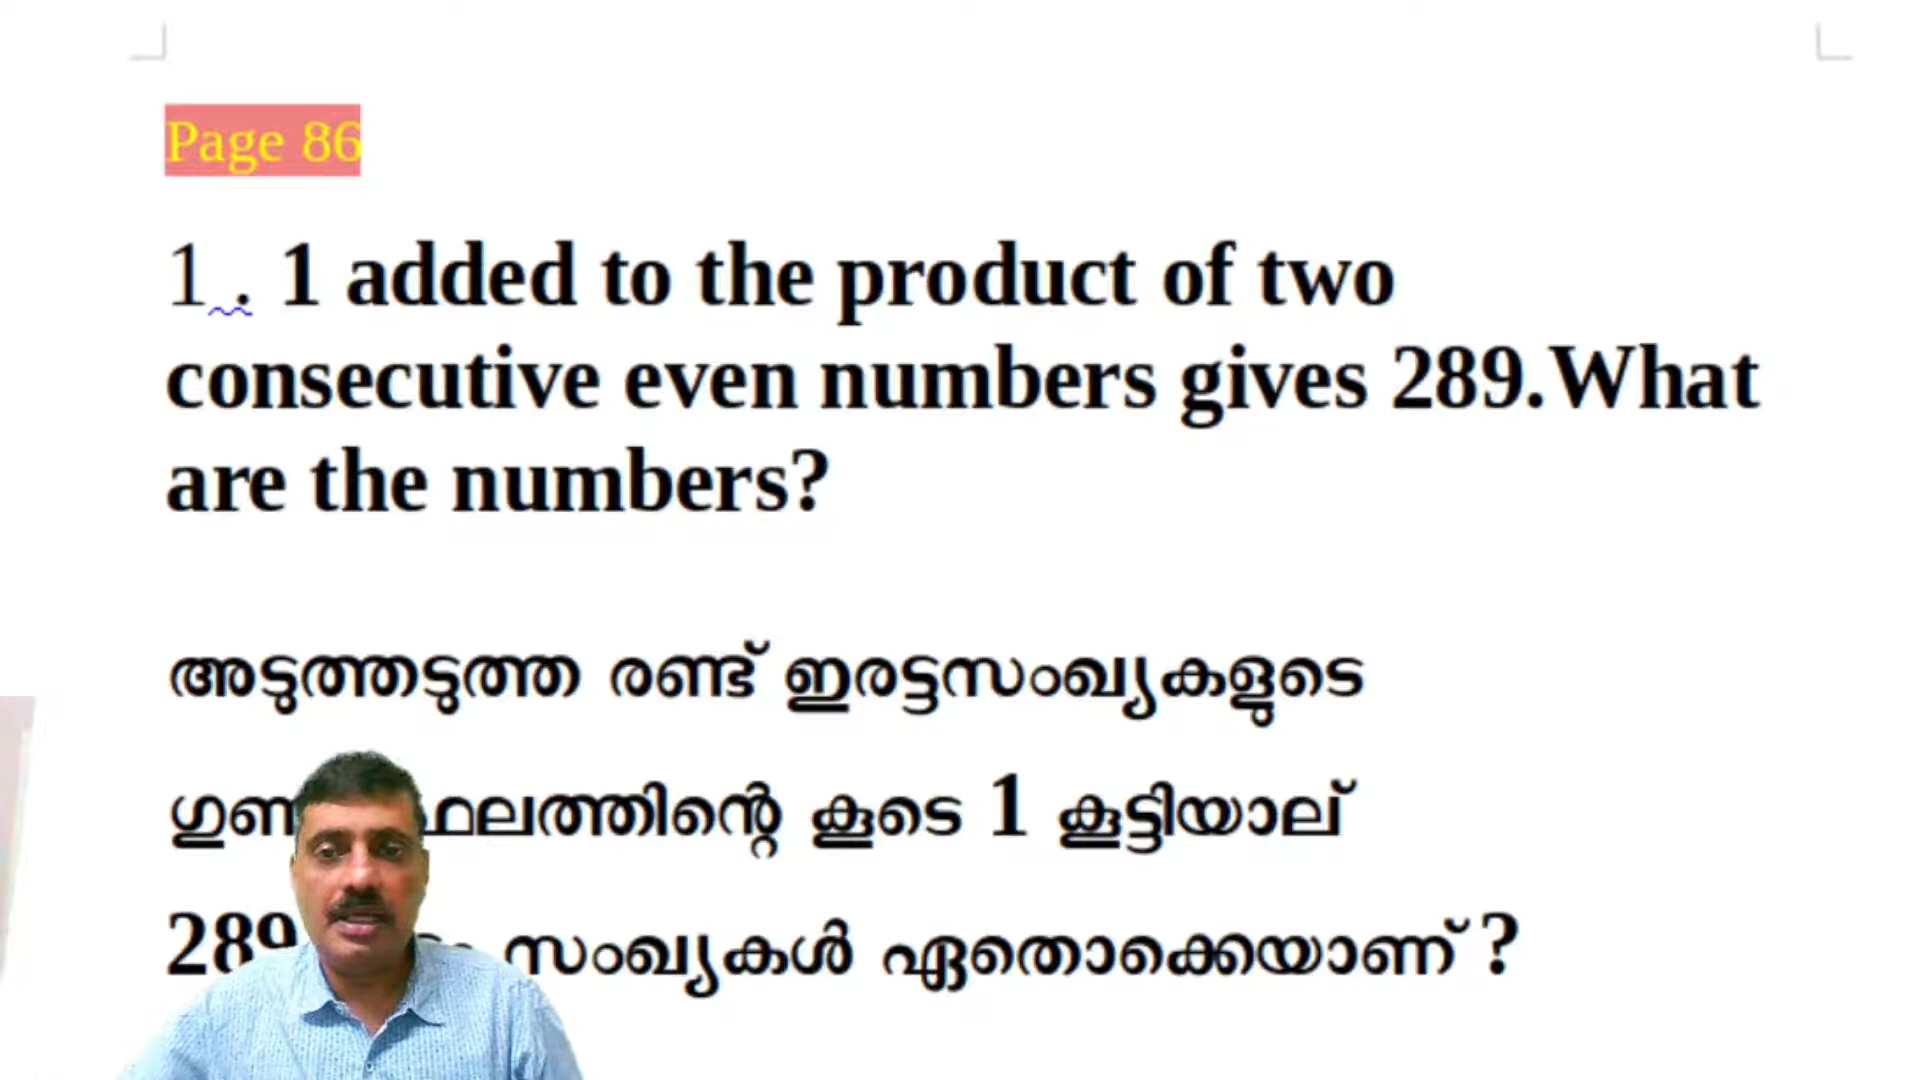 Page 86
1 . 1 added to the product of two
consecutive even numbers gives 289.What
are the numbers?
അടുത്തടുത്ത രണ്ട് ഇരട്ടസംഖ്യകളുടെ
കൂടെ 1 കൂട്ടിയാല്
289 സംഖ്യകൾ ഏതൊക്കെയാണ് ?